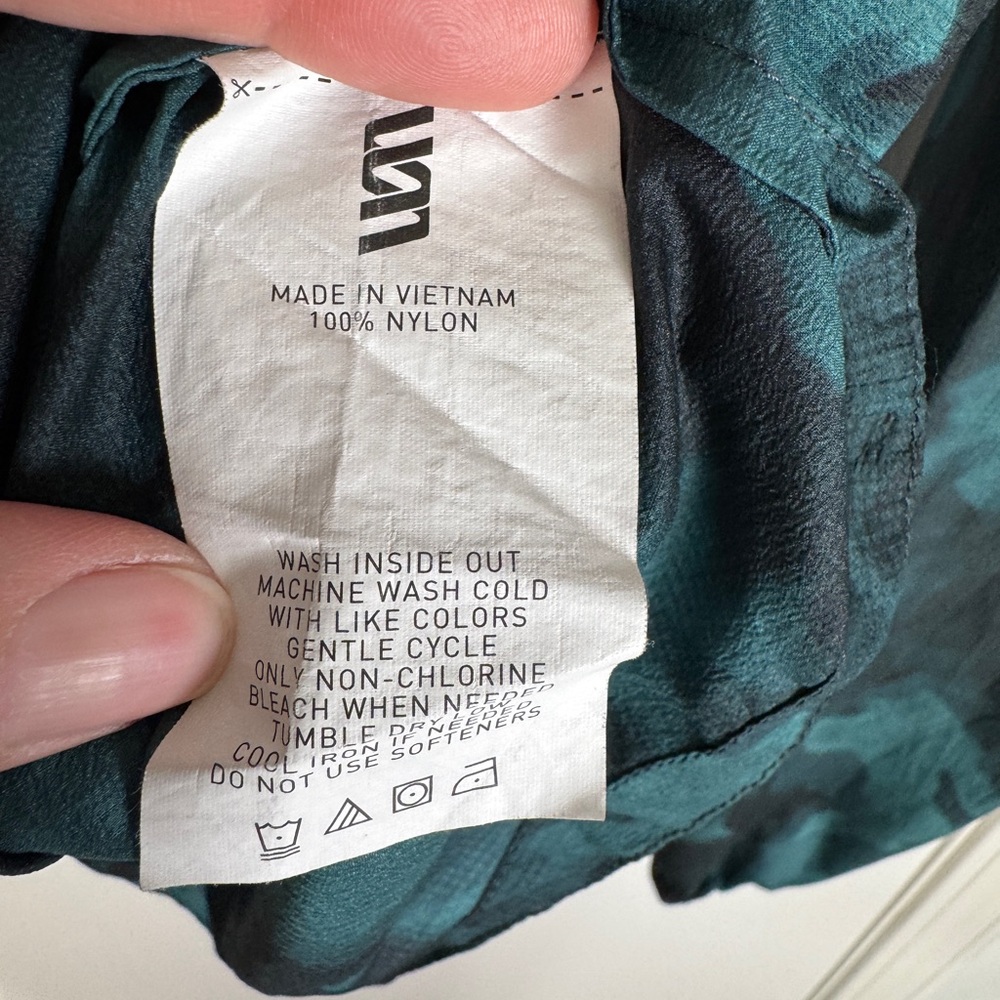 MADE IN VIETNAM
100% NYLON
WASH INSIDE OUT
MACHINE WASH COLD
WITH LIKE COLORS
GENTLE CYCLE
ONLY NON-CHLORINE
BLEACH WHEN NEEDED
TUMBLE DRY LOW
COOL IRON IF NEEDED
DO NOT USE SOFTENERS